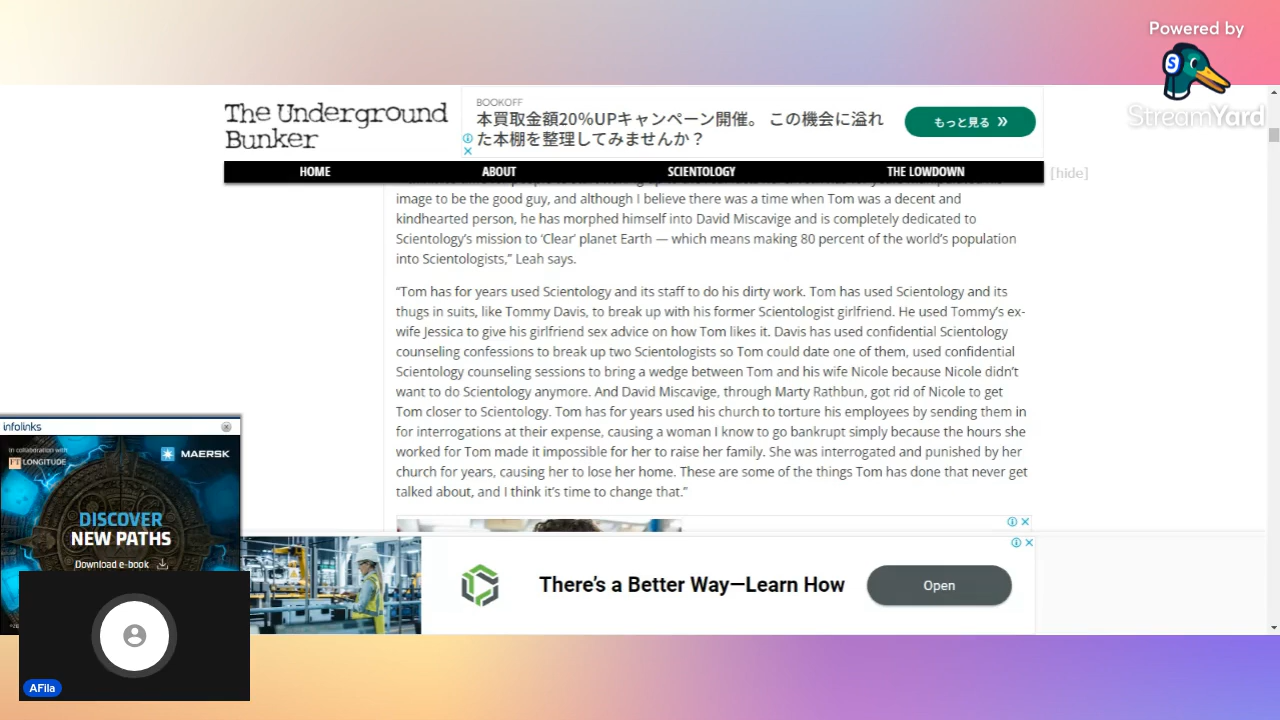 Powered by
StreamYard
The Underground
Bunker
BOOKOFF
本買取金額20%UPキャンペーン開催。 この機会に溢れ
た本棚を整理してみませんか？
もっと見る
HOME
ABOUT
SCIENTOLOGY
THE LOWDOWN
[hide]
image to be the good guy, and although I believe there was a time when Tom was a decent and
kindhearted person, he has morphed himself into David Miscavige and is completely dedicated to
Scientology's mission to 'Clear' planet Earth — which means making 80 percent of the world's population
into Scientologists," Leah says.
"Tom has for years used Scientology and its staff to do his dirty work. Tom has used Scientology and its
thugs in suits, like Tommy Davis, to break up with his former Scientologist girlfriend. He used Tommy's ex-
wife Jessica to give his girlfriend sex advice on how Tom likes it. Davis has used confidential Scientology
counseling confessions to break up two Scientologists so Tom could date one of them, used confidential
Scientology counseling sessions to bring a wedge between Tom and his wife Nicole because Nicole didn't
want to do Scientology anymore. And David Miscavige, through Marty Rathbun, got rid of Nicole to get
Tom closer to Scientology. Tom has for years used his church to torture his employees by sending them in
for interrogations at their expense, causing a woman I know to go bankrupt simply because the hours she
worked for Tom made it impossible for her to raise her family. She was interrogated and punished by her
church for years, causing her to lose her home. These are some of the things Tom has done that never get
talked about, and I think it's time to change that."
infolinks
In collaboration with
FT LONGITUDE
MAERSK
DISCOVER
NEW PATHS
Download e-book
There's a Better Way—Learn How
Open
AFila